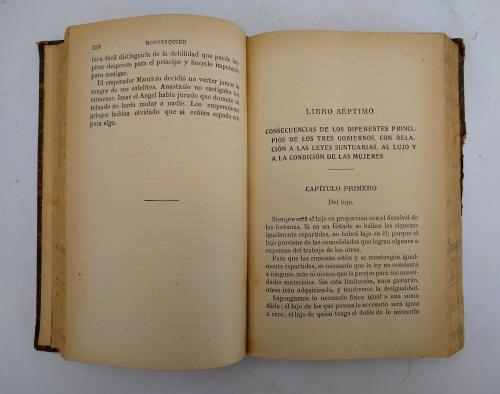 126
MONTESQUIEU
bién fácil distinguirla de la debilidad que puede ins-
pirar desprecio para el príncipe y hacerlo impotente
para castigar.
El emperador Mauricio decidió no verter jamás la
sangre de sus súbditos. Anastasio no castigaba los
crímenes. Isaac el Angel había jurado que durante su
reinado no haría matar a nadie. Los emperadores
griegos habían olvidado que si ceñían espada era
para algo.
LIBRO SÉPTIMO
CONSECUENCIAS DE LOS DIFERENTES PRINCI-
PIOS DE LOS TRES GOBIERNOS, CON RELA-
CIÓN A LAS LEYES SUNTUARIAS, AL LUJO Y
A LA CONDICIÓN DE LAS MUJERES
CAPÍTULO PRIMERO
Del lujo.
Siempre está el lujo en proporción con el desnivel de
las fortunas. Si en un Estado se hallan las riquezas
igualmente repartidas, no habrá lujo en él; porque el
lujo proviene de las comodidades que logran algunos a
expensas del trabajo de los otros.
Para que las riquezas estén y se mantengan igualmente
repartidas, es necesario que la ley no consienta
a ninguno más ni menos que lo preciso para sus necesi-
dades materiales. Sin esta limitación, unos gastarán,
otros irán adquiriendo, y tendremos la desigualdad.
Supongamos lo necesario físico igual a una suma
dada: el lujo de los que posean lo necesario será igual
a cero; el lujo de quien tenga el doble de lo necesario